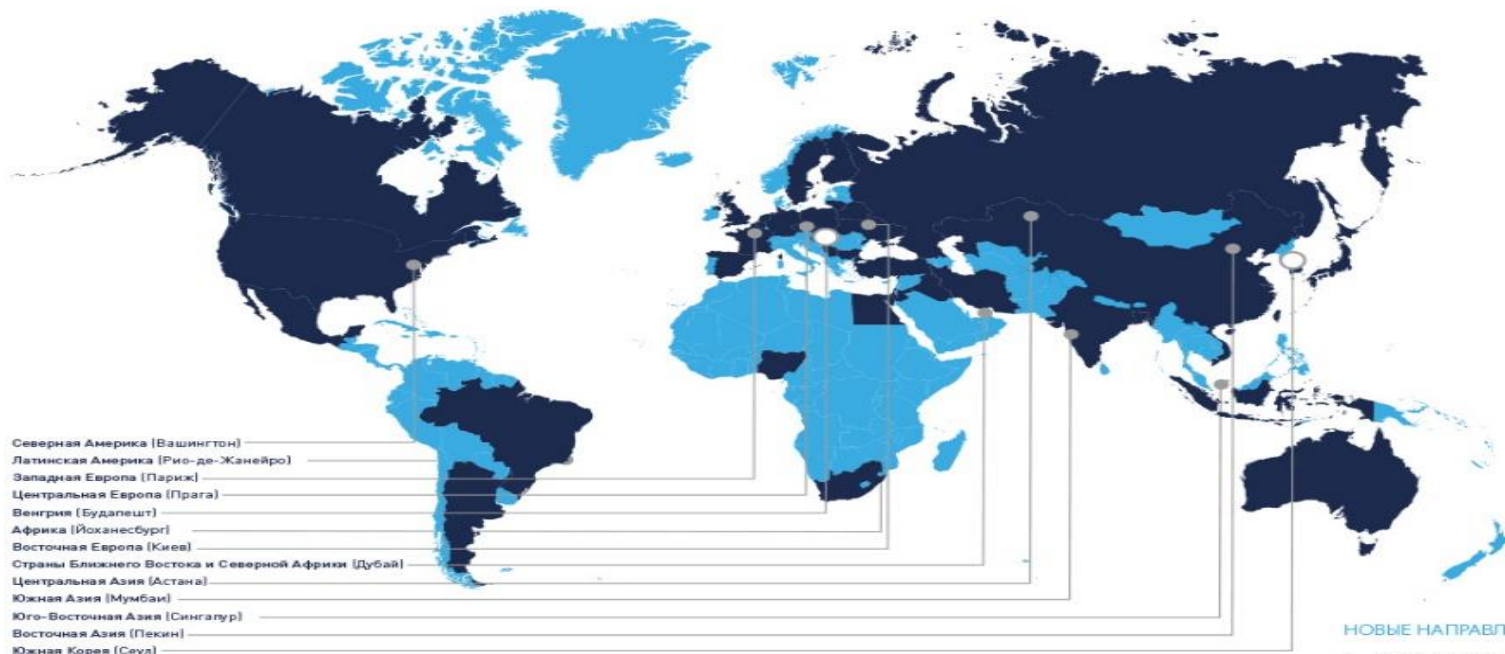 Северная Америка (Вашингтон)
Латинская Америка (Рио-де-Жанейро)
Западная Европа (Париж)
Центральная Европа (Прага)
Венгрия (Будапешт)
Африка (Йоханесбург)
Восточная Европа (Киев)
Страны Ближнего Востока и Северной Африки (Дубай)
Центральная Азия (Астана)
Южная Азия (Мумбаи)
Юго-Восточная Азия (Сингапур)
Восточная Азия (Пекин)
Южная Корея (Сеул)
НОВЫЕ НАПРАВЛ